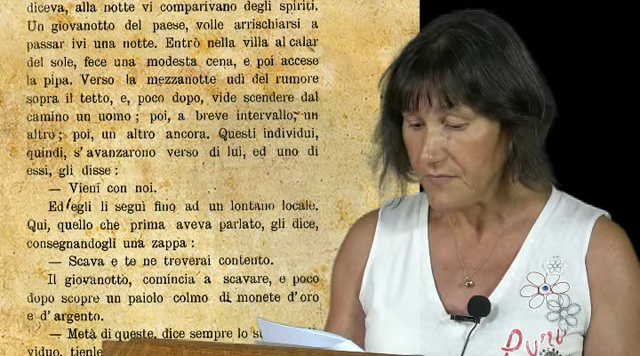 diceva, alla notte vi comparivano degli spiriti.
Un giovanotto del paese, volle arrischiarsi a
passar ivi una notte. Entrò nella villa al calar
del sole, fece una modesta cena, e poi accese
la pipa. Verso la mezzanotte udì del rumore
sopra il tetto, e, poco dopo, vide scendere dal
camino un uomo; poi, a breve intervallo, un
altro; poi, un altro ancora. Questi individui,
quindi, s'avanzarono verso di lui, ed uno di
essi, gli disse:
— Vieni con noi.
Ed egli li seguì fino ad un lontano locale.
Qui, quello che prima aveva parlato, gli dice,
consegnandogli una zappa:
— Scava e te ne troverai contento.
Il giovanotto, comincia a scavare, e poco
dopo scopre un paiolo colmo di monete d'oro
e d'argento.
— Metà di queste, dice sempre lo
viduo,